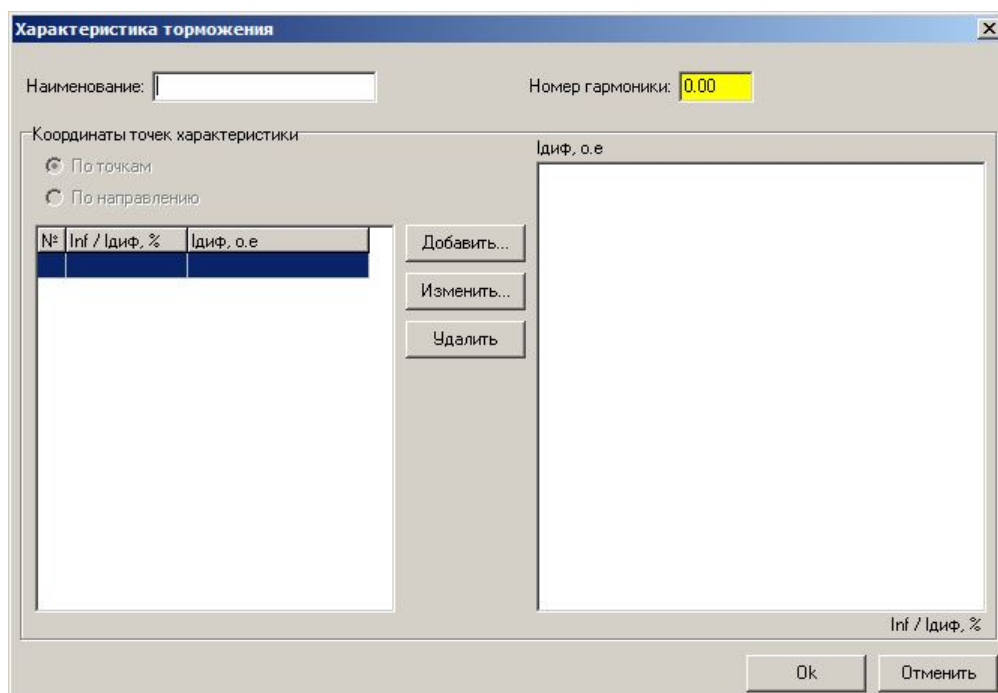 Характеристика торможения
Наименование:
Номер гармоники: 0.00
Координаты точек характеристики
Iдиф, о.е
По точкам
По направлению
№ Inf / Iдиф, % Iдиф, о.е
Добавить...
Изменить...
Удалить
Inf / Iдиф, %
Ok Отменить